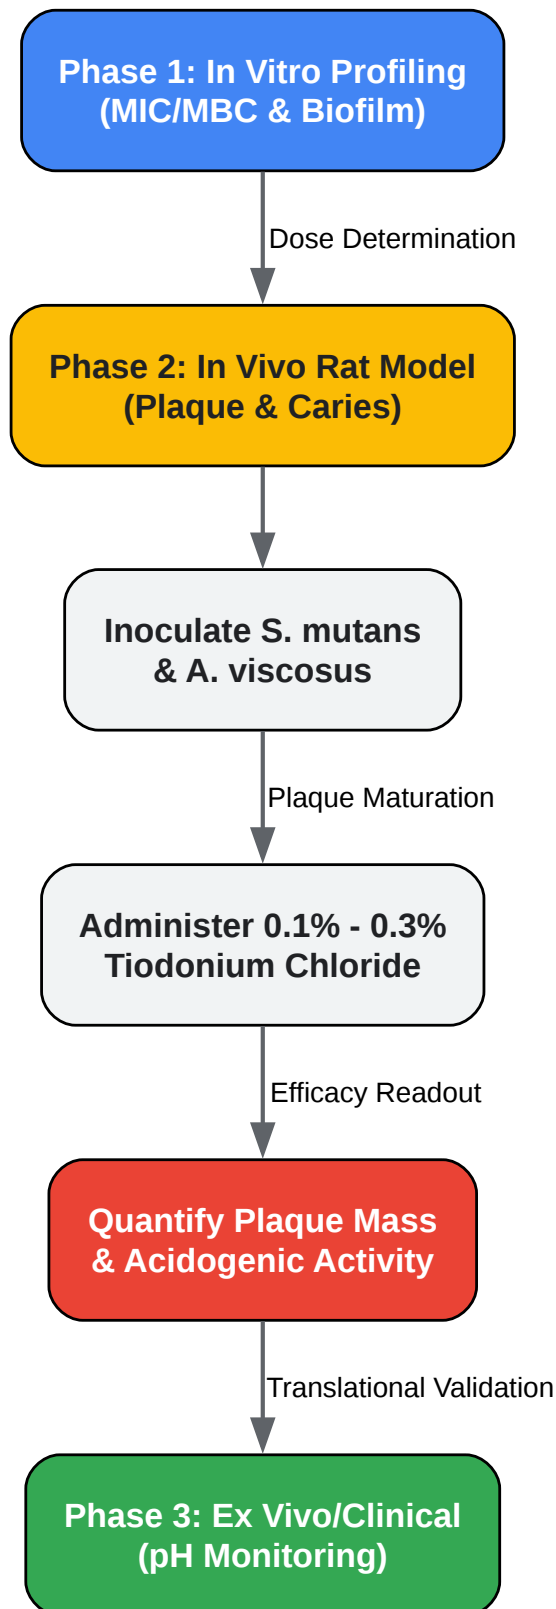 Phase 1: In Vitro Profiling
(MIC/MBC & Biofilm)
Dose Determination
Phase 2: In Vivo Rat Model
(Plaque & Caries)
Inoculate S. mutans
& A. viscosus
Plaque Maturation
Administer 0.1% - 0.3%
Tiodonium Chloride
Efficacy Readout
Quantify Plaque Mass
& Acidogenic Activity
Translational Validation
Phase 3: Ex Vivo/Clinical
(pH Monitoring)